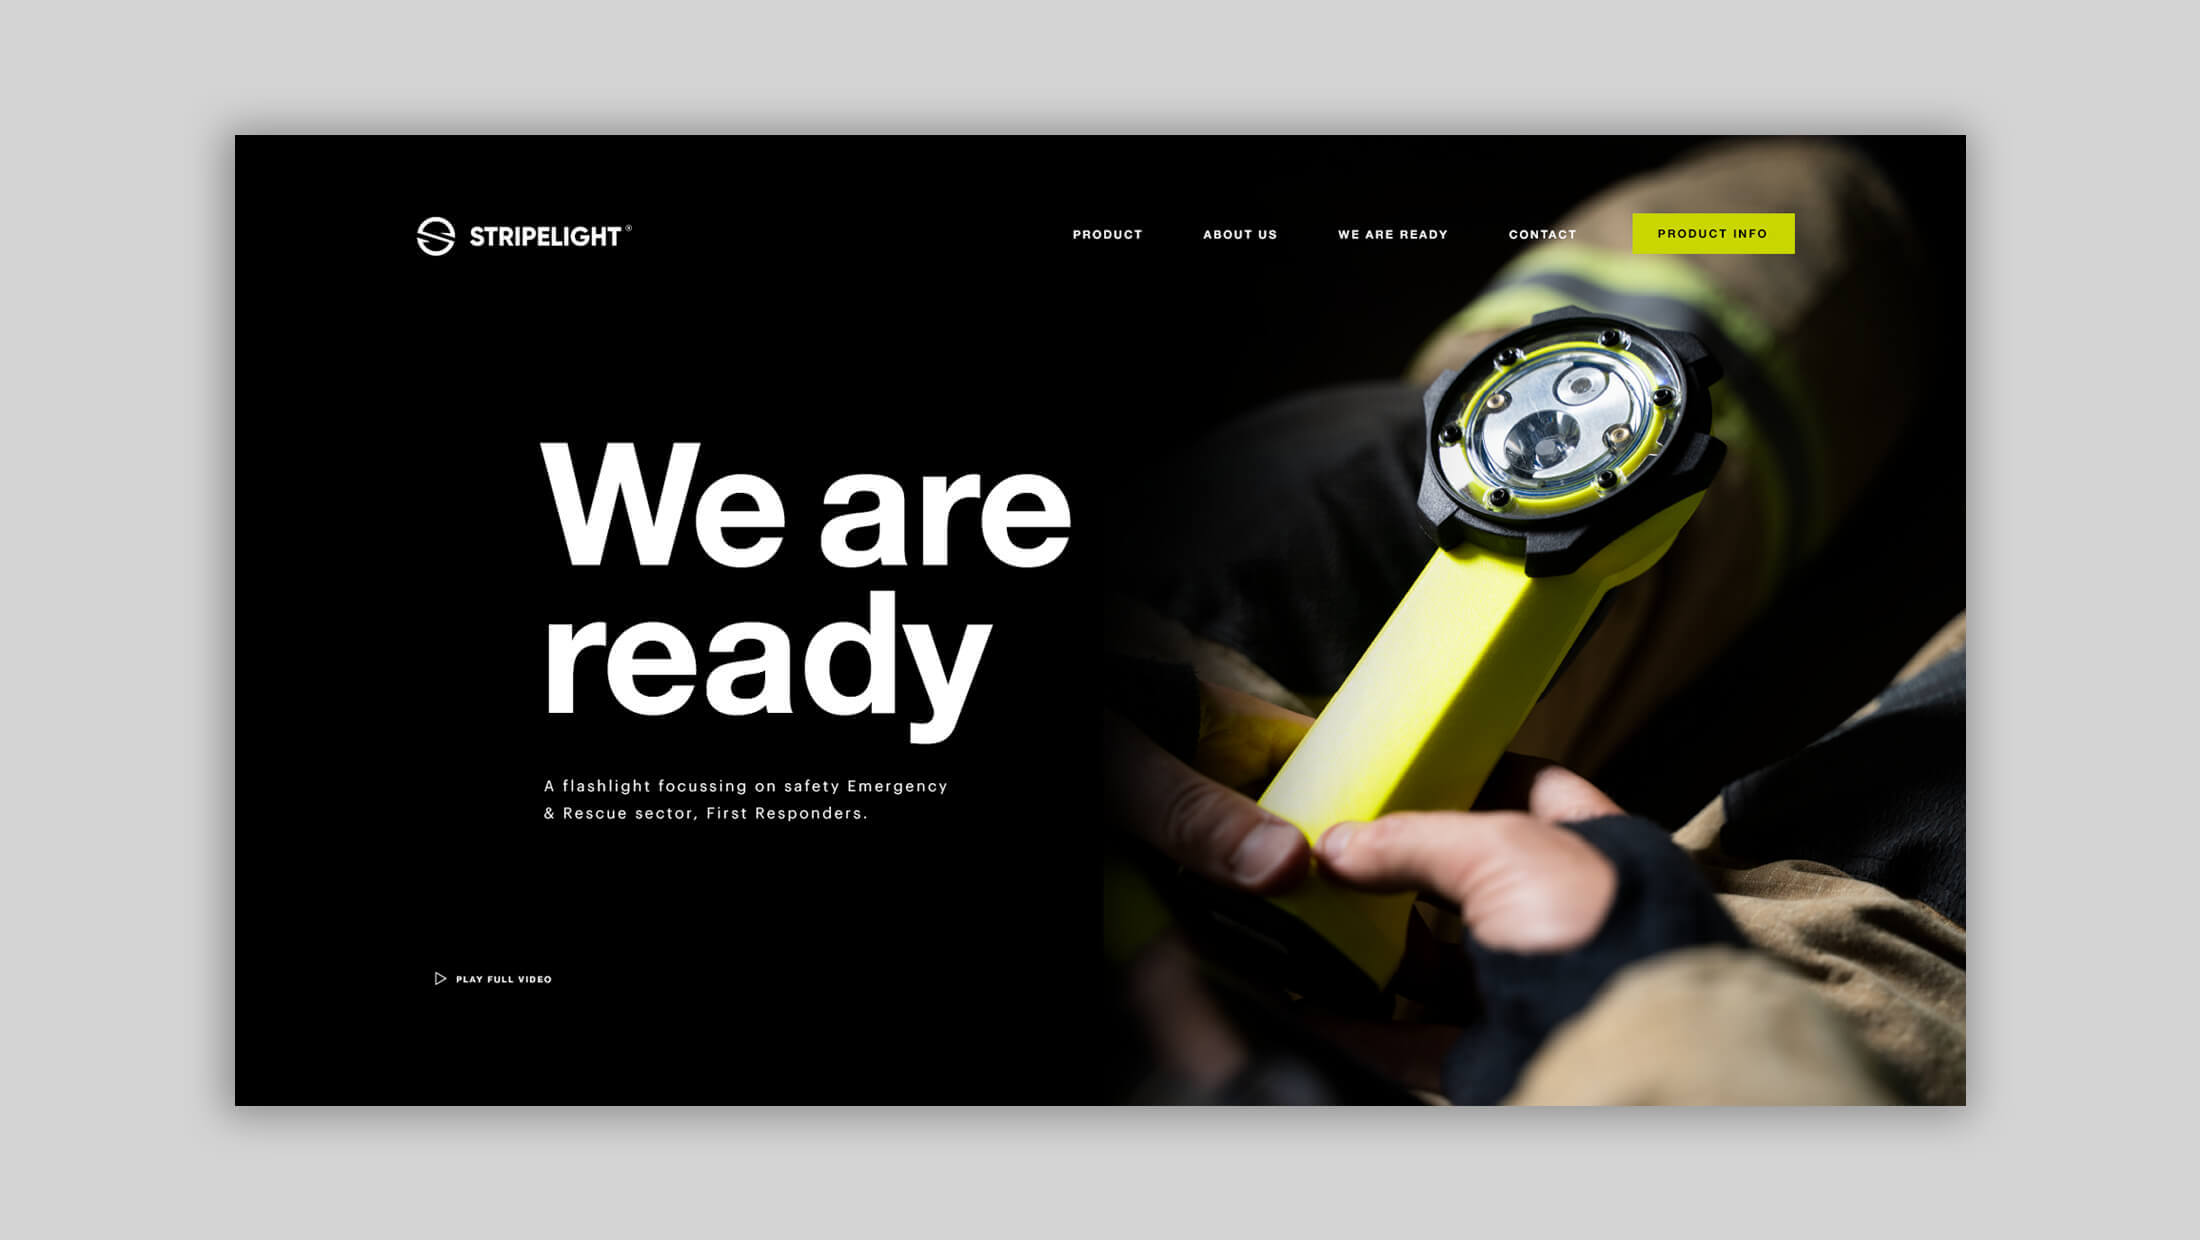 STRIPELIGHT®
PRODUCT
ABOUT US
WE ARE READY
CONTACT
PRODUCT INFO
We are
ready
A flashlight focussing on safety Emergency
& Rescue sector, First Responders.
PLAY FULL VIDEO